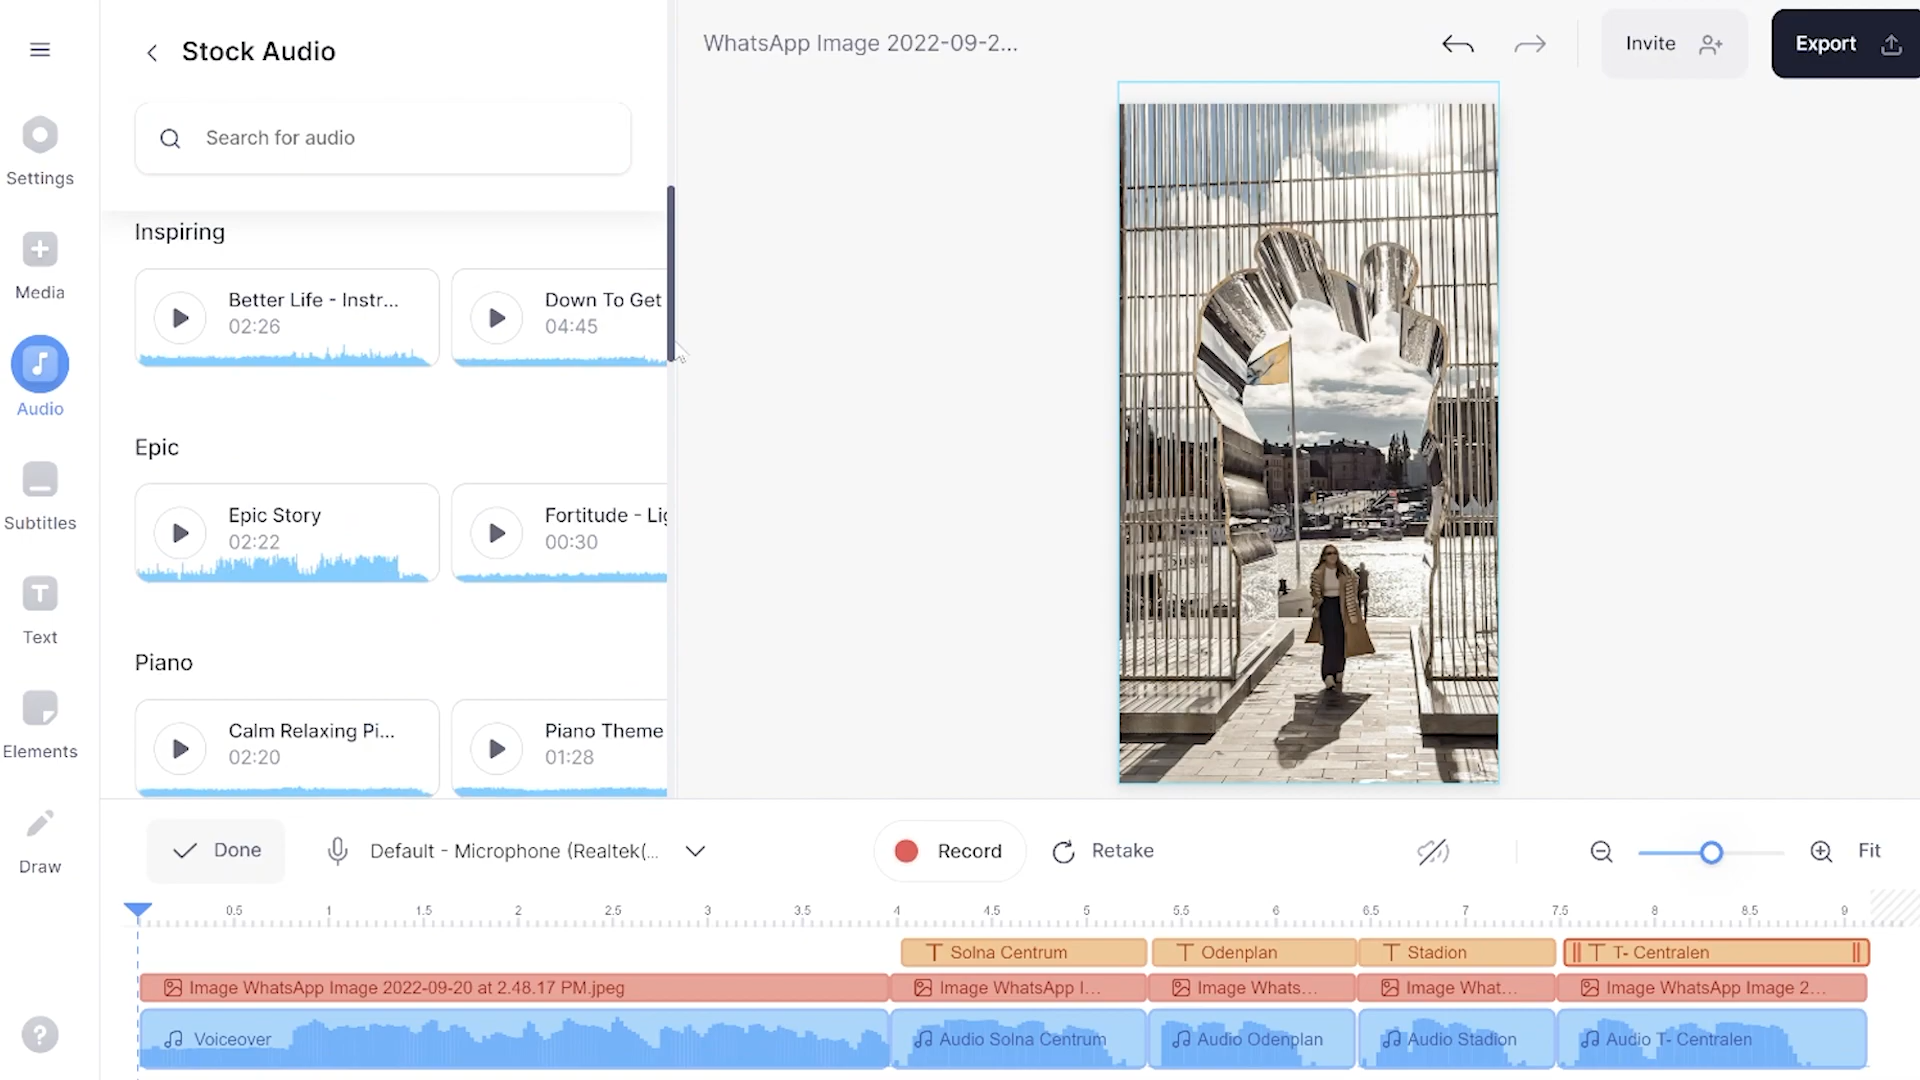 Stock Audio
WhatsApp Image 2022-09-2...
Invite
Export
Search for audio
Settings
Media
Audio
Subtitles
Text
Elements
Draw
Inspiring
Better Life - Instr...
02:26
Down To Get
04:45
Epic
Epic Story
02:22
Fortitude - Lig
00:30
Piano
Calm Relaxing Pi...
02:20
Piano Theme
01:28
Done
Default - Microphone (Realtek(...
Record
Retake
Fit
0.5 1 1.5 2 2.5 3 3.5 4 4.5 5 5.5 6 6.5 7 7.5 8 8.5 9
Solna Centrum
Odenplan
Stadion
T- Centralen
Image WhatsApp Image 2022-09-20 at 2.48.17 PM.jpeg
Image WhatsApp I...
Image Whats...
Image What...
Image WhatsApp Image 2...
Voiceover
Audio Solna Centrum
Audio Odenplan
Audio Stadion
Audio T- Centralen